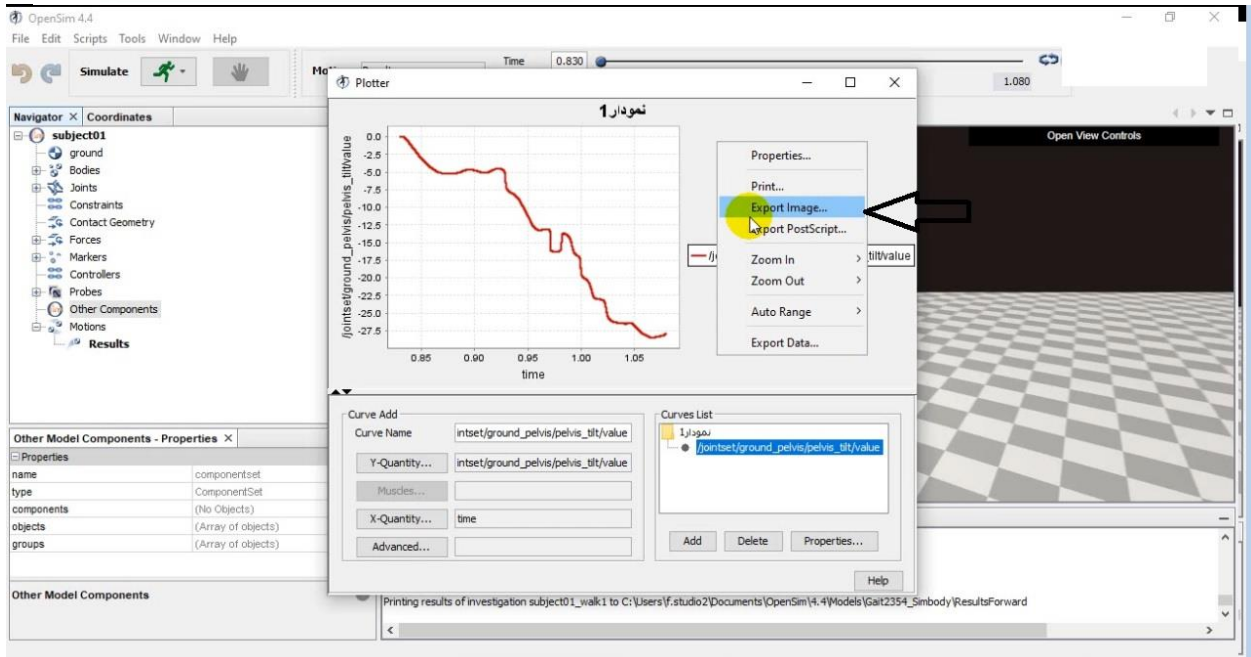 OpenSim 4.4
File Edit Scripts Tools Window Help
Simulate
Time 0.830
1.080
Plotter
Navigator Coordinates
subject01
ground
Bodies
Joints
Constraints
Contact Geometry
Forces
Markers
Controllers
Probes
Other Components
Motions
Results
نمودار1
/jointset/ground_pelvis/pelvis_tilt/value
0.0
-2.5
-5.0
-7.5
-10.0
-12.5
-15.0
-17.5
-20.0
-22.5
-25.0
-27.5
0.85 0.90 0.95 1.00 1.05
time
Properties...
Print...
Export Image...
Export PostScript...
Zoom In
Zoom Out
Auto Range
Export Data...
tilt/value
Open View Controls
Curve Add
Curve Name intset/ground_pelvis/pelvis_tilt/value
Y-Quantity... intset/ground_pelvis/pelvis_tilt/value
Muscles...
X-Quantity... time
Advanced...
Curves List
نمودار1
/jointset/ground_pelvis/pelvis_tilt/value
Add Delete Properties...
Help
Other Model Components - Properties
Properties
name componentset
type ComponentSet
components (No Objects)
objects (Array of objects)
groups (Array of objects)
Other Model Components
Printing results of investigation subject01_walk1 to C:\Users\f.studio2\Documents\OpenSim\4.4\Models\Gait2354_Simbody\ResultsForward